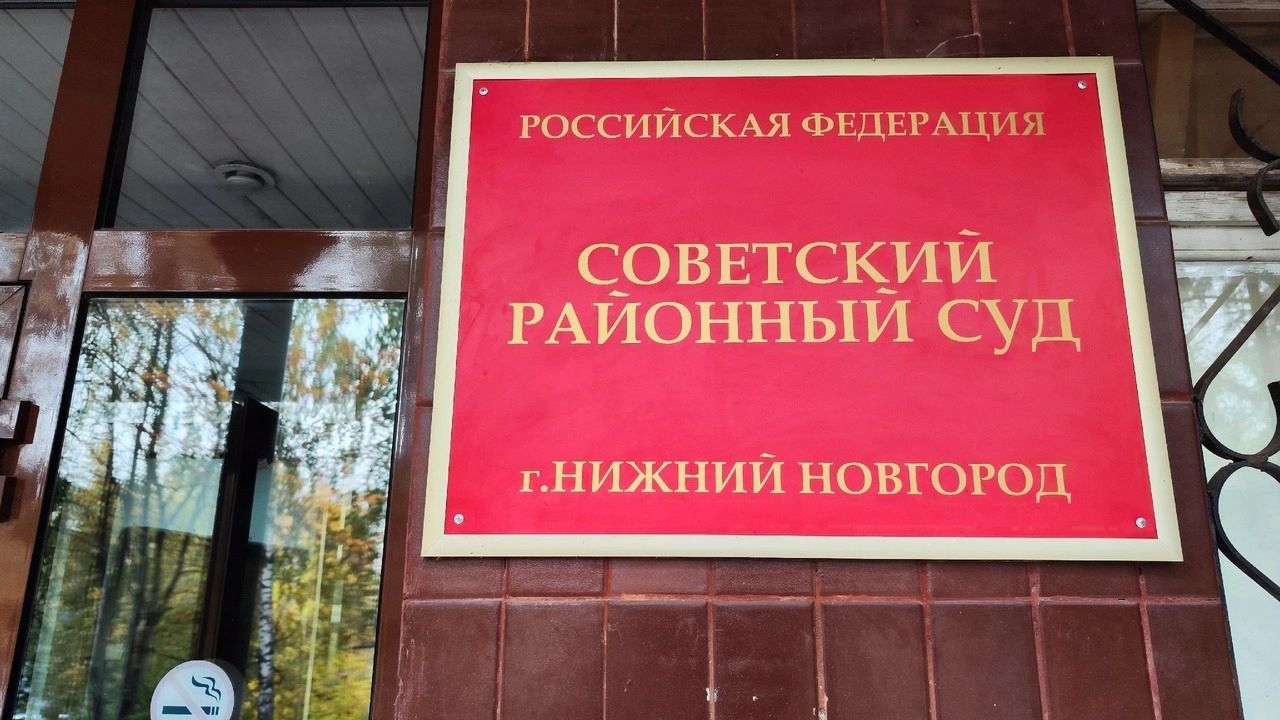 РОССИЙСКАЯ ФЕДЕРАЦИЯ
СОВЕТСКИЙ
РАЙОННЫЙ СУД
г.НИЖНИЙ НОВГОРОД